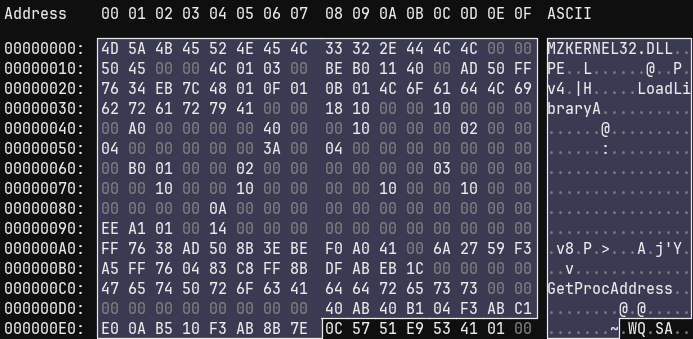 Address 00 01 02 03 04 05 06 07 08 09 0A 0B 0C 0D 0E 0F ASCII
00000000: 4D 5A 4B 45 52 4E 45 4C 33 32 2E 44 4C 4C 00 00 MZKERNEL32.DLL..
00000010: 50 45 00 00 4C 01 03 00 BE B0 11 40 00 AD 50 FF PE..L......@..P.
00000020: 76 34 EB 7C 48 01 0F 01 0B 01 4C 6F 61 64 4C 69 v4.|H.....LoadLi
00000030: 62 72 61 72 79 41 00 00 18 10 00 00 10 00 00 00 braryA..........
00000040: 00 A0 00 00 00 00 40 00 00 10 00 00 00 02 00 00 ......@.........
00000050: 04 00 00 00 00 00 3A 00 04 00 00 00 00 00 00 00 ......:.........
00000060: 00 B0 01 00 00 02 00 00 00 00 00 00 03 00 00 00 ................
00000070: 00 00 10 00 00 10 00 00 00 00 10 00 00 10 00 00 ................
00000080: 00 00 00 00 0A 00 00 00 00 00 00 00 00 00 00 00 ................
00000090: EE A1 01 00 14 00 00 00 00 00 00 00 00 00 00 00 ................
000000A0: FF 76 38 AD 50 8B 3E BE F0 A0 41 00 6A 27 59 F3 .v8.P.>...A.j'Y.
000000B0: A5 FF 76 04 83 C8 FF 8B DF AB EB 1C 00 00 00 00 ..v.............
000000C0: 47 65 74 50 72 6F 63 41 64 64 72 65 73 73 00 00 GetProcAddress..
000000D0: 00 00 00 00 00 00 00 00 40 AB 40 B1 04 F3 AB C1 ........@.@.....
000000E0: E0 0A B5 10 F3 AB 8B 7E 0C 57 51 E9 53 41 01 00 .......~.WQ.SA..